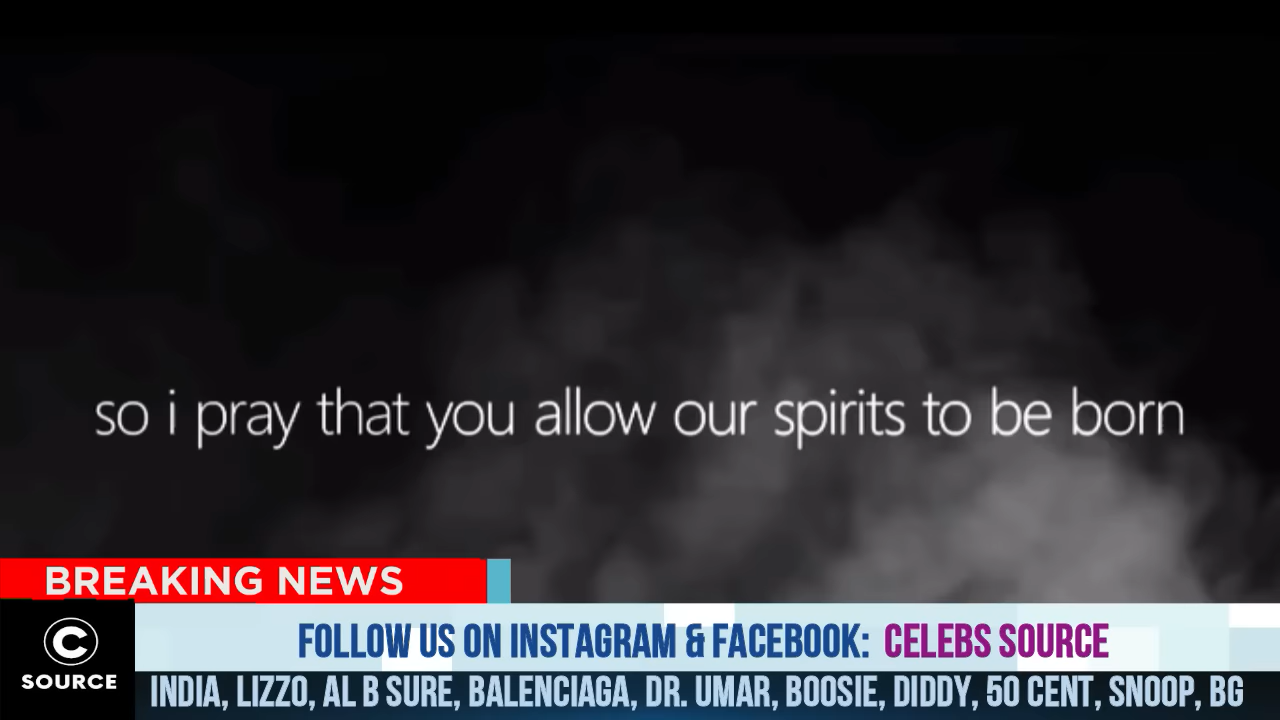 so i pray that you allow our spirits to be born
BREAKING NEWS
C
SOURCE
FOLLOW US ON INSTAGRAM & FACEBOOK: CELEBS SOURCE
INDIA, LIZZO, AL B SURE, BALENCIAGA, DR. UMAR, BOOSIE, DIDDY, 50 CENT, SNOOP, BG